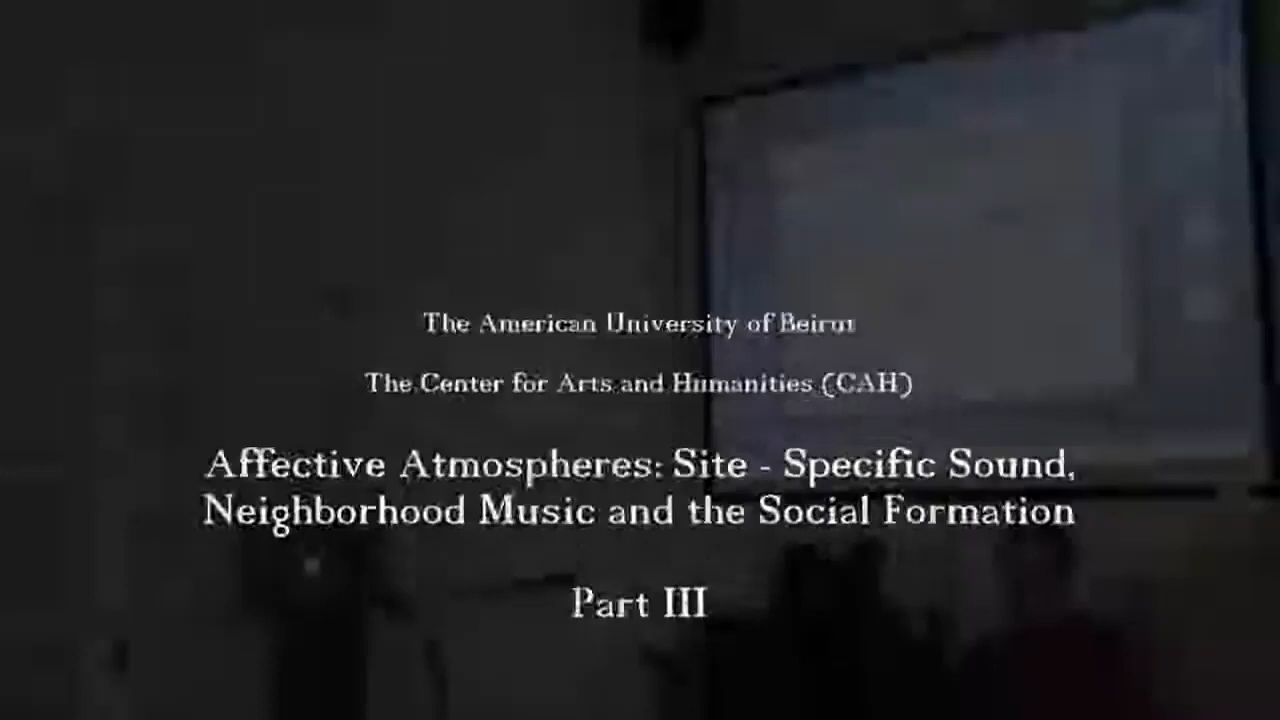 The American University of Beirut
The Center for Arts and Humanities (CAH)
Affective Atmospheres: Site - Specific Sound,
Neighborhood Music and the Social Formation
Part III